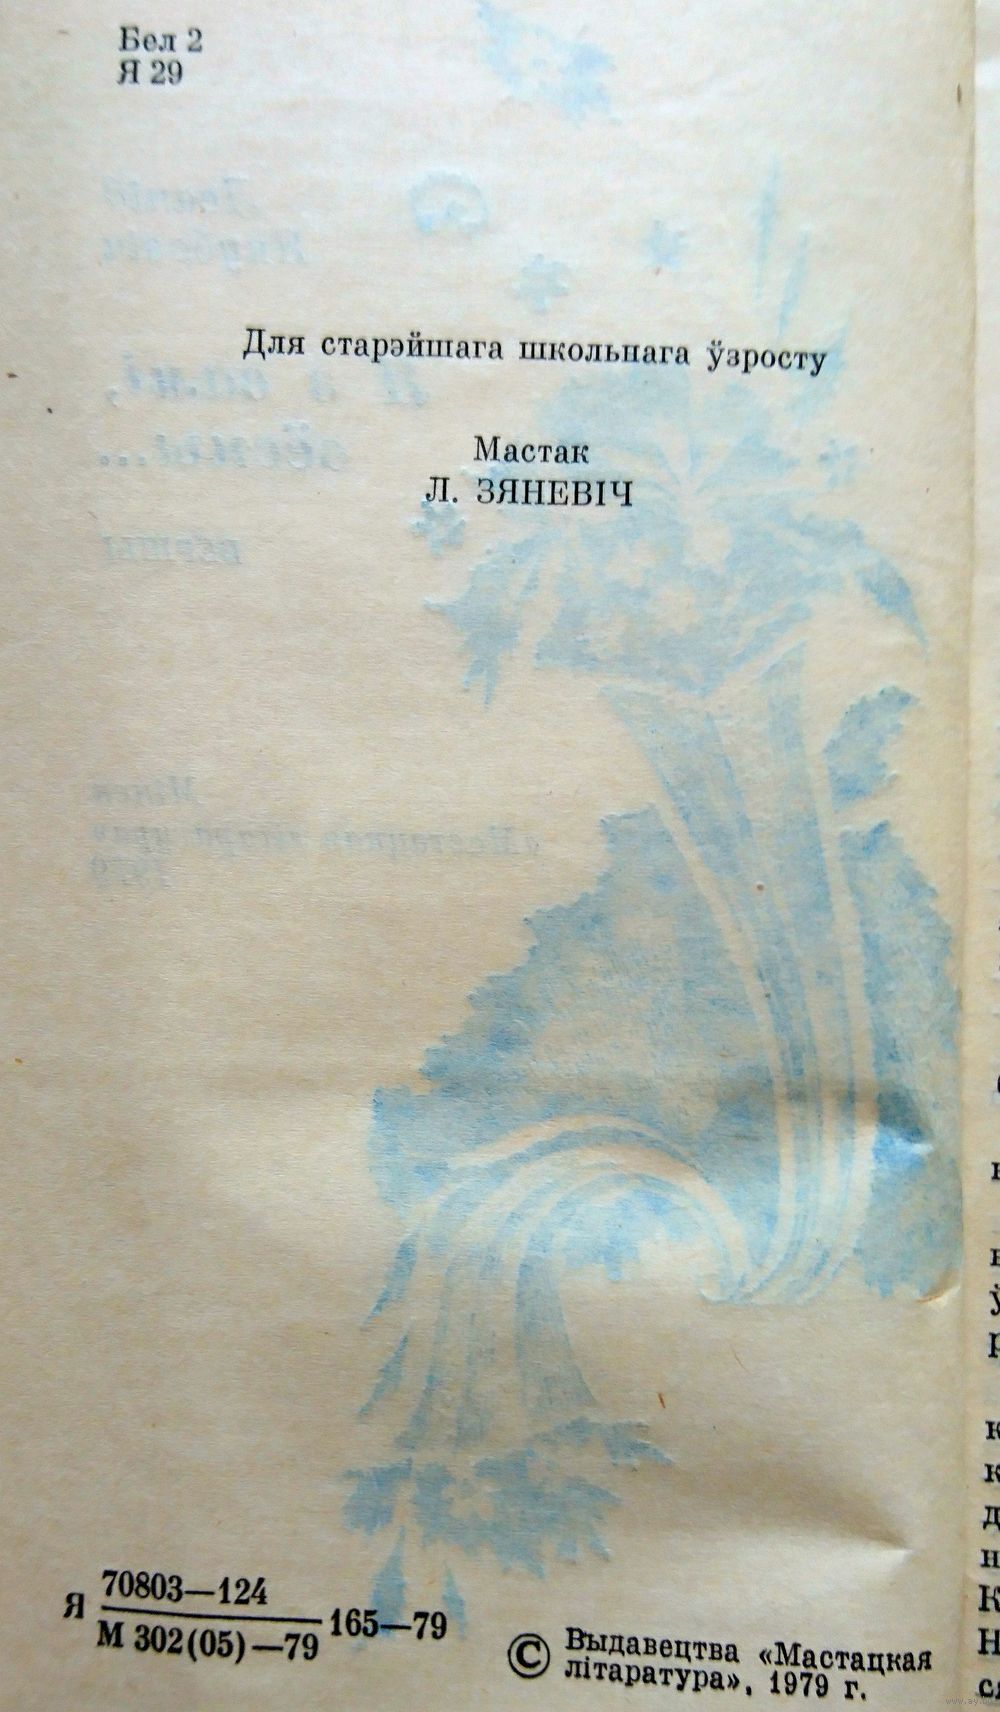 Бел 2
Я 29
Для старэйшага школьнага ўзросту
Мастак
Л. ЗЯНЕВІЧ
Я 70803—124
М 302(05)—79 165—79
© Выдавецтва «Мастацкая
літаратура», 1979 г.